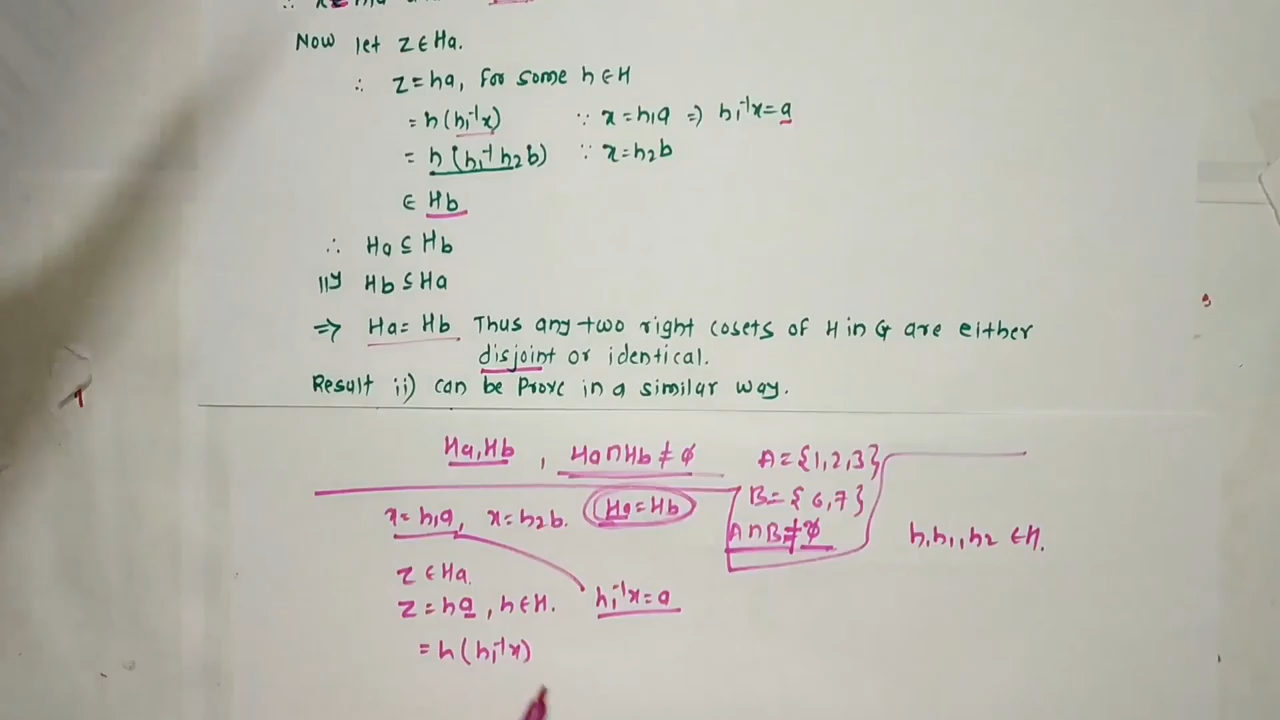 Now let z ∈ Ha.
∴ z = ha, for some h ∈ H
= h(h₁⁻¹x) ∵ x = h₁a ⇒ h₁⁻¹x = a
= h(h₁⁻¹h₂b) ∵ x = h₂b
∈ Hb
∴ Ha ⊆ Hb
|||ly Hb ⊆ Ha
⇒ Ha = Hb Thus any two right cosets of H in G are either
disjoint or identical.
Result ii) can be prove in a similar way.
Ha, Hb , Ha∩Hb ≠ ϕ
A = {1,2,3}
B = {6,7}
A∩B ≠ ϕ
x = h₁a, x = h₂b. Ha = Hb
h, h₁, h₂ ∈ H.
z ∈ Ha.
z = ha, h ∈ H. h₁⁻¹x = a
= h(h₁⁻¹x)